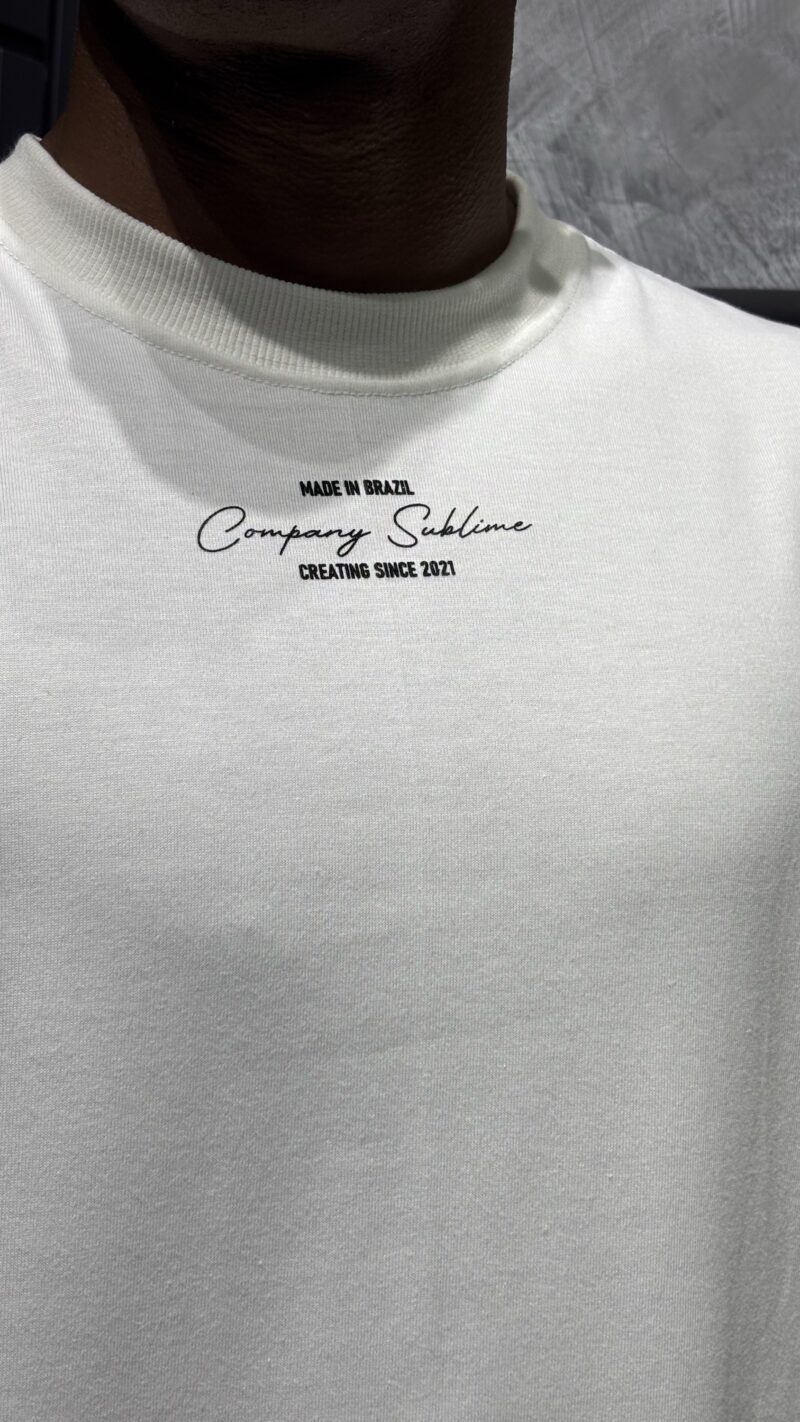 MADE IN BRAZIL
Company Sublime
CREATING SINCE 2021